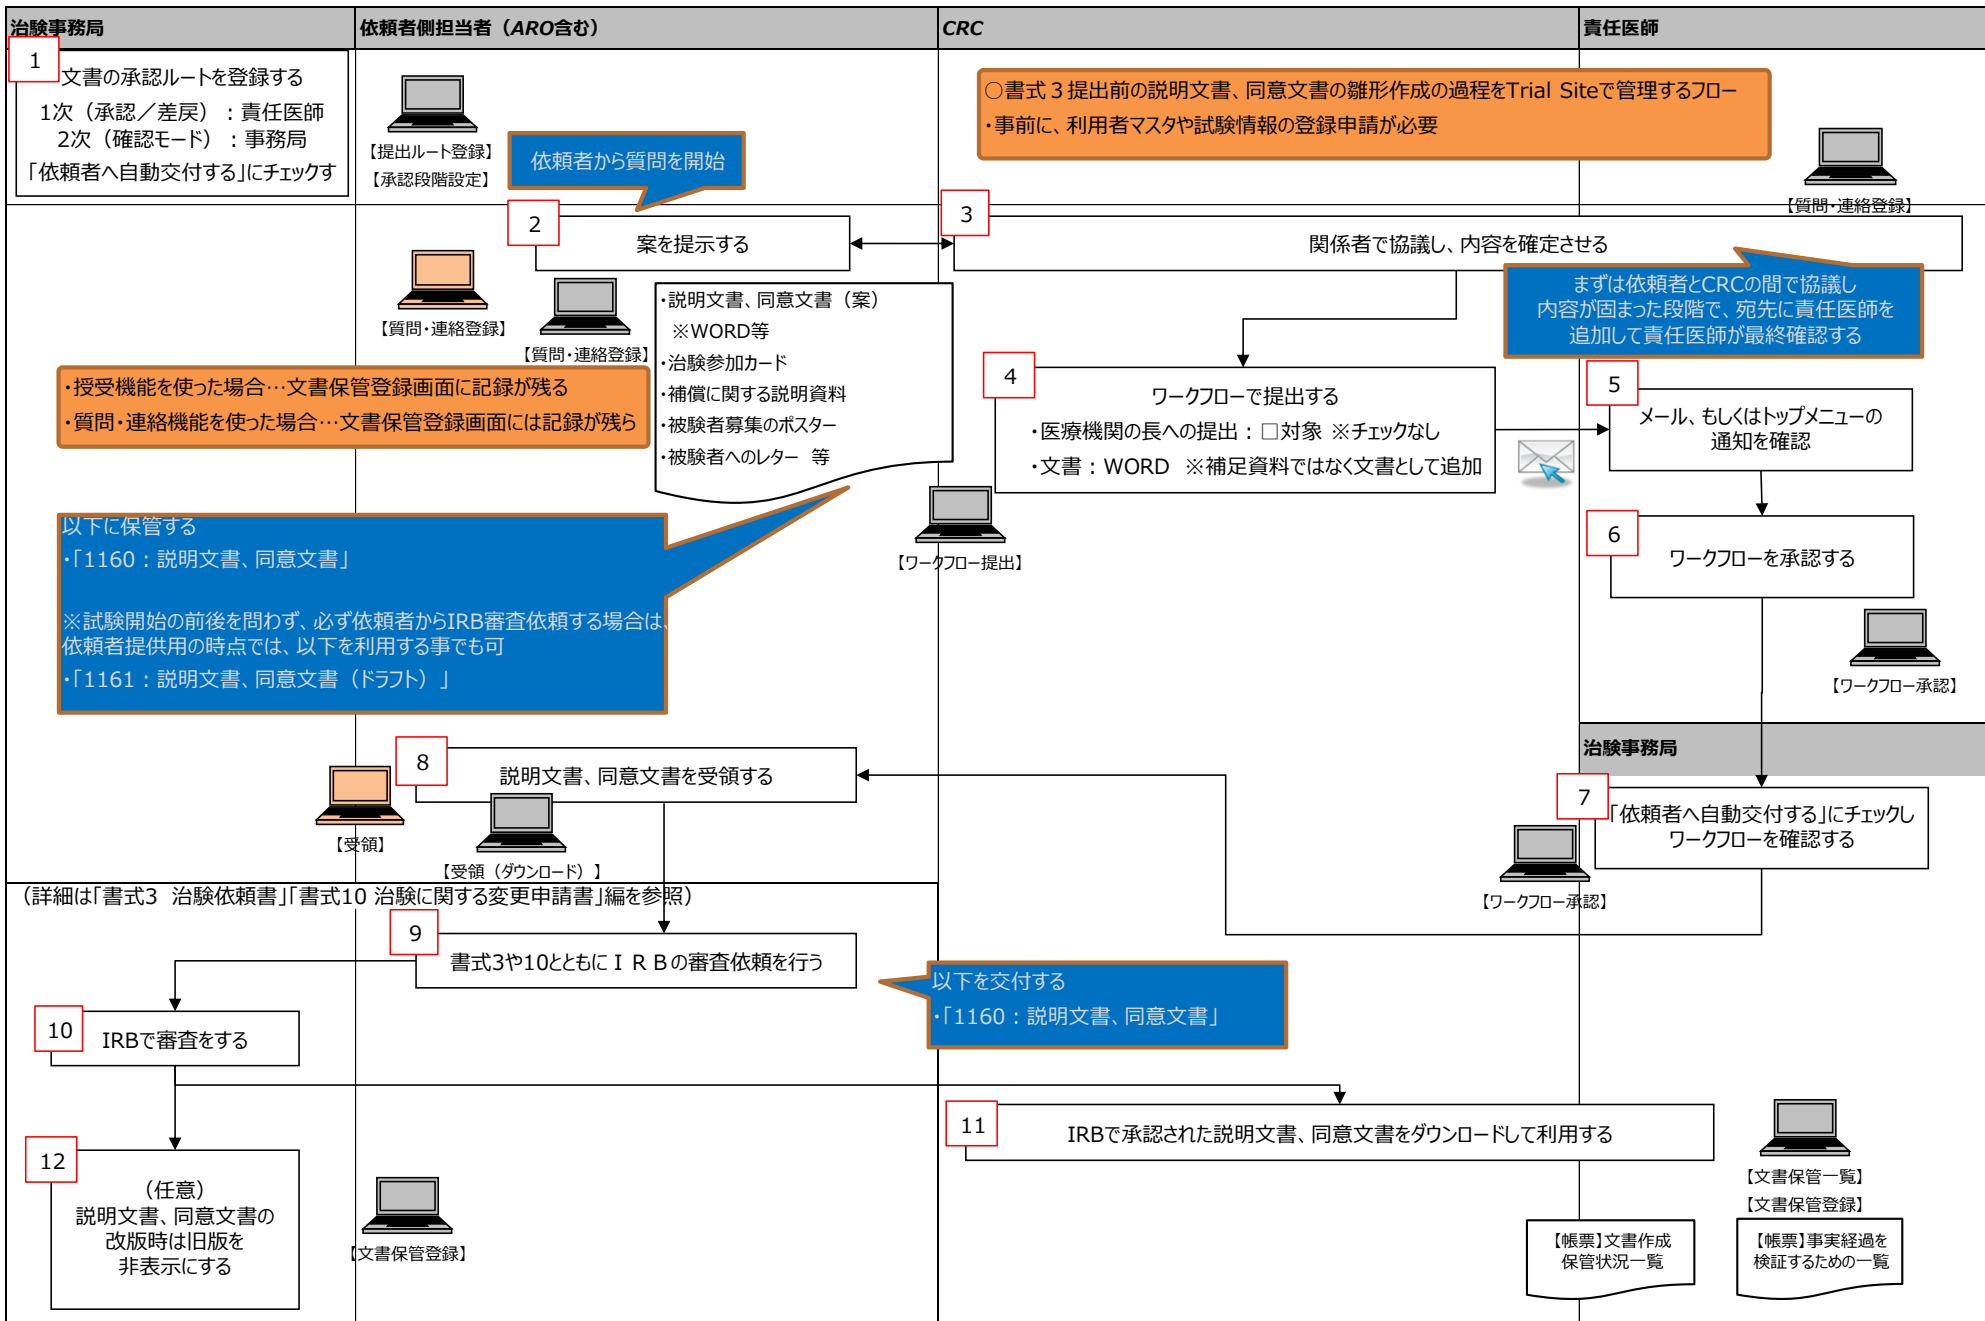 治験事務局
依頼者側担当者（ARO含む）
CRC
責任医師
1
文書の承認ルートを登録する
1次（承認／差戻）：責任医師
2次（確認モード）：事務局
「依頼者へ自動交付する」にチェックす
【提出ルート登録】
【承認段階設定】
依頼者から質問を開始
○書式３提出前の説明文書、同意文書の雛形作成の過程をTrial Siteで管理するフロー
・事前に、利用者マスタや試験情報の登録申請が必要
【質問・連絡登録】
2
案を提示する
3
関係者で協議し、内容を確定させる
まずは依頼者とCRCの間で協議し
内容が固まった段階で、宛先に責任医師を
追加して責任医師が最終確認する
【質問・連絡登録】
【質問・連絡登録】
・説明文書、同意文書（案）
※WORD等
・治験参加カード
・補償に関する説明資料
・被験者募集のポスター
・被験者へのレター 等
・授受機能を使った場合…文書保管登録画面に記録が残る
・質問・連絡機能を使った場合…文書保管登録画面には記録が残ら
4
ワークフローで提出する
・医療機関の長への提出：□対象 ※チェックなし
・文書：WORD ※補足資料ではなく文書として追加
【ワークフロー提出】
5
メール、もしくはトップメニューの
通知を確認
6
ワークフローを承認する
【ワークフロー承認】
以下に保管する
・「1160：説明文書、同意文書」
※試験開始の前後を問わず、必ず依頼者からIRB審査依頼する場合は、
依頼者提供用の時点では、以下を利用する事でも可
・「1161：説明文書、同意文書（ドラフト）」
治験事務局
7
「依頼者へ自動交付する」にチェックし
ワークフローを確認する
【ワークフロー承認】
8
説明文書、同意文書を受領する
【受領】
【受領（ダウンロード）】
（詳細は「書式3 治験依頼書」「書式10 治験に関する変更申請書」編を参照）
9
書式3や10とともにＩＲＢの審査依頼を行う
以下を交付する
・「1160：説明文書、同意文書」
10
IRBで審査をする
11
IRBで承認された説明文書、同意文書をダウンロードして利用する
【文書保管一覧】
【文書保管登録】
12
（任意）
説明文書、同意文書の
改版時は旧版を
非表示にする
【文書保管登録】
【帳票】文書作成
保管状況一覧
【帳票】事実経過を
検証するための一覧